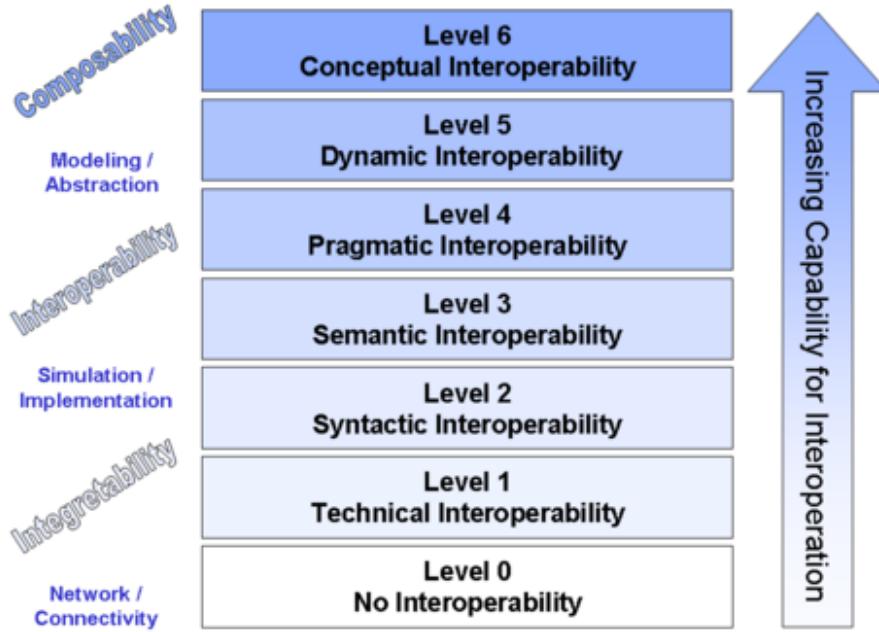 Composability
Level 6
Conceptual Interoperability
Level 5
Dynamic Interoperability
Modeling /
Abstraction
Level 4
Pragmatic Interoperability
Interoperability
Level 3
Semantic Interoperability
Simulation /
Implementation
Level 2
Syntactic Interoperability
Integretability
Level 1
Technical Interoperability
Level 0
No Interoperability
Network /
Connectivity
Increasing Capability for Interoperation